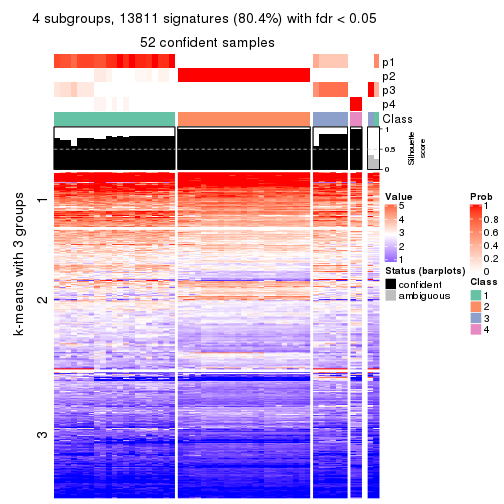 4 subgroups, 13811 signatures (80.4%) with fdr < 0.05
52 confident samples
p1
p2
p3
p4
Class
1
0.5
0
Silhouette
score
k-means with 3 groups
1
2
3
Value
5
4
3
2
1
Status (barplots)
confident
ambiguous
Prob
1
0.8
0.6
0.4
0.2
0
Class
1
2
3
4